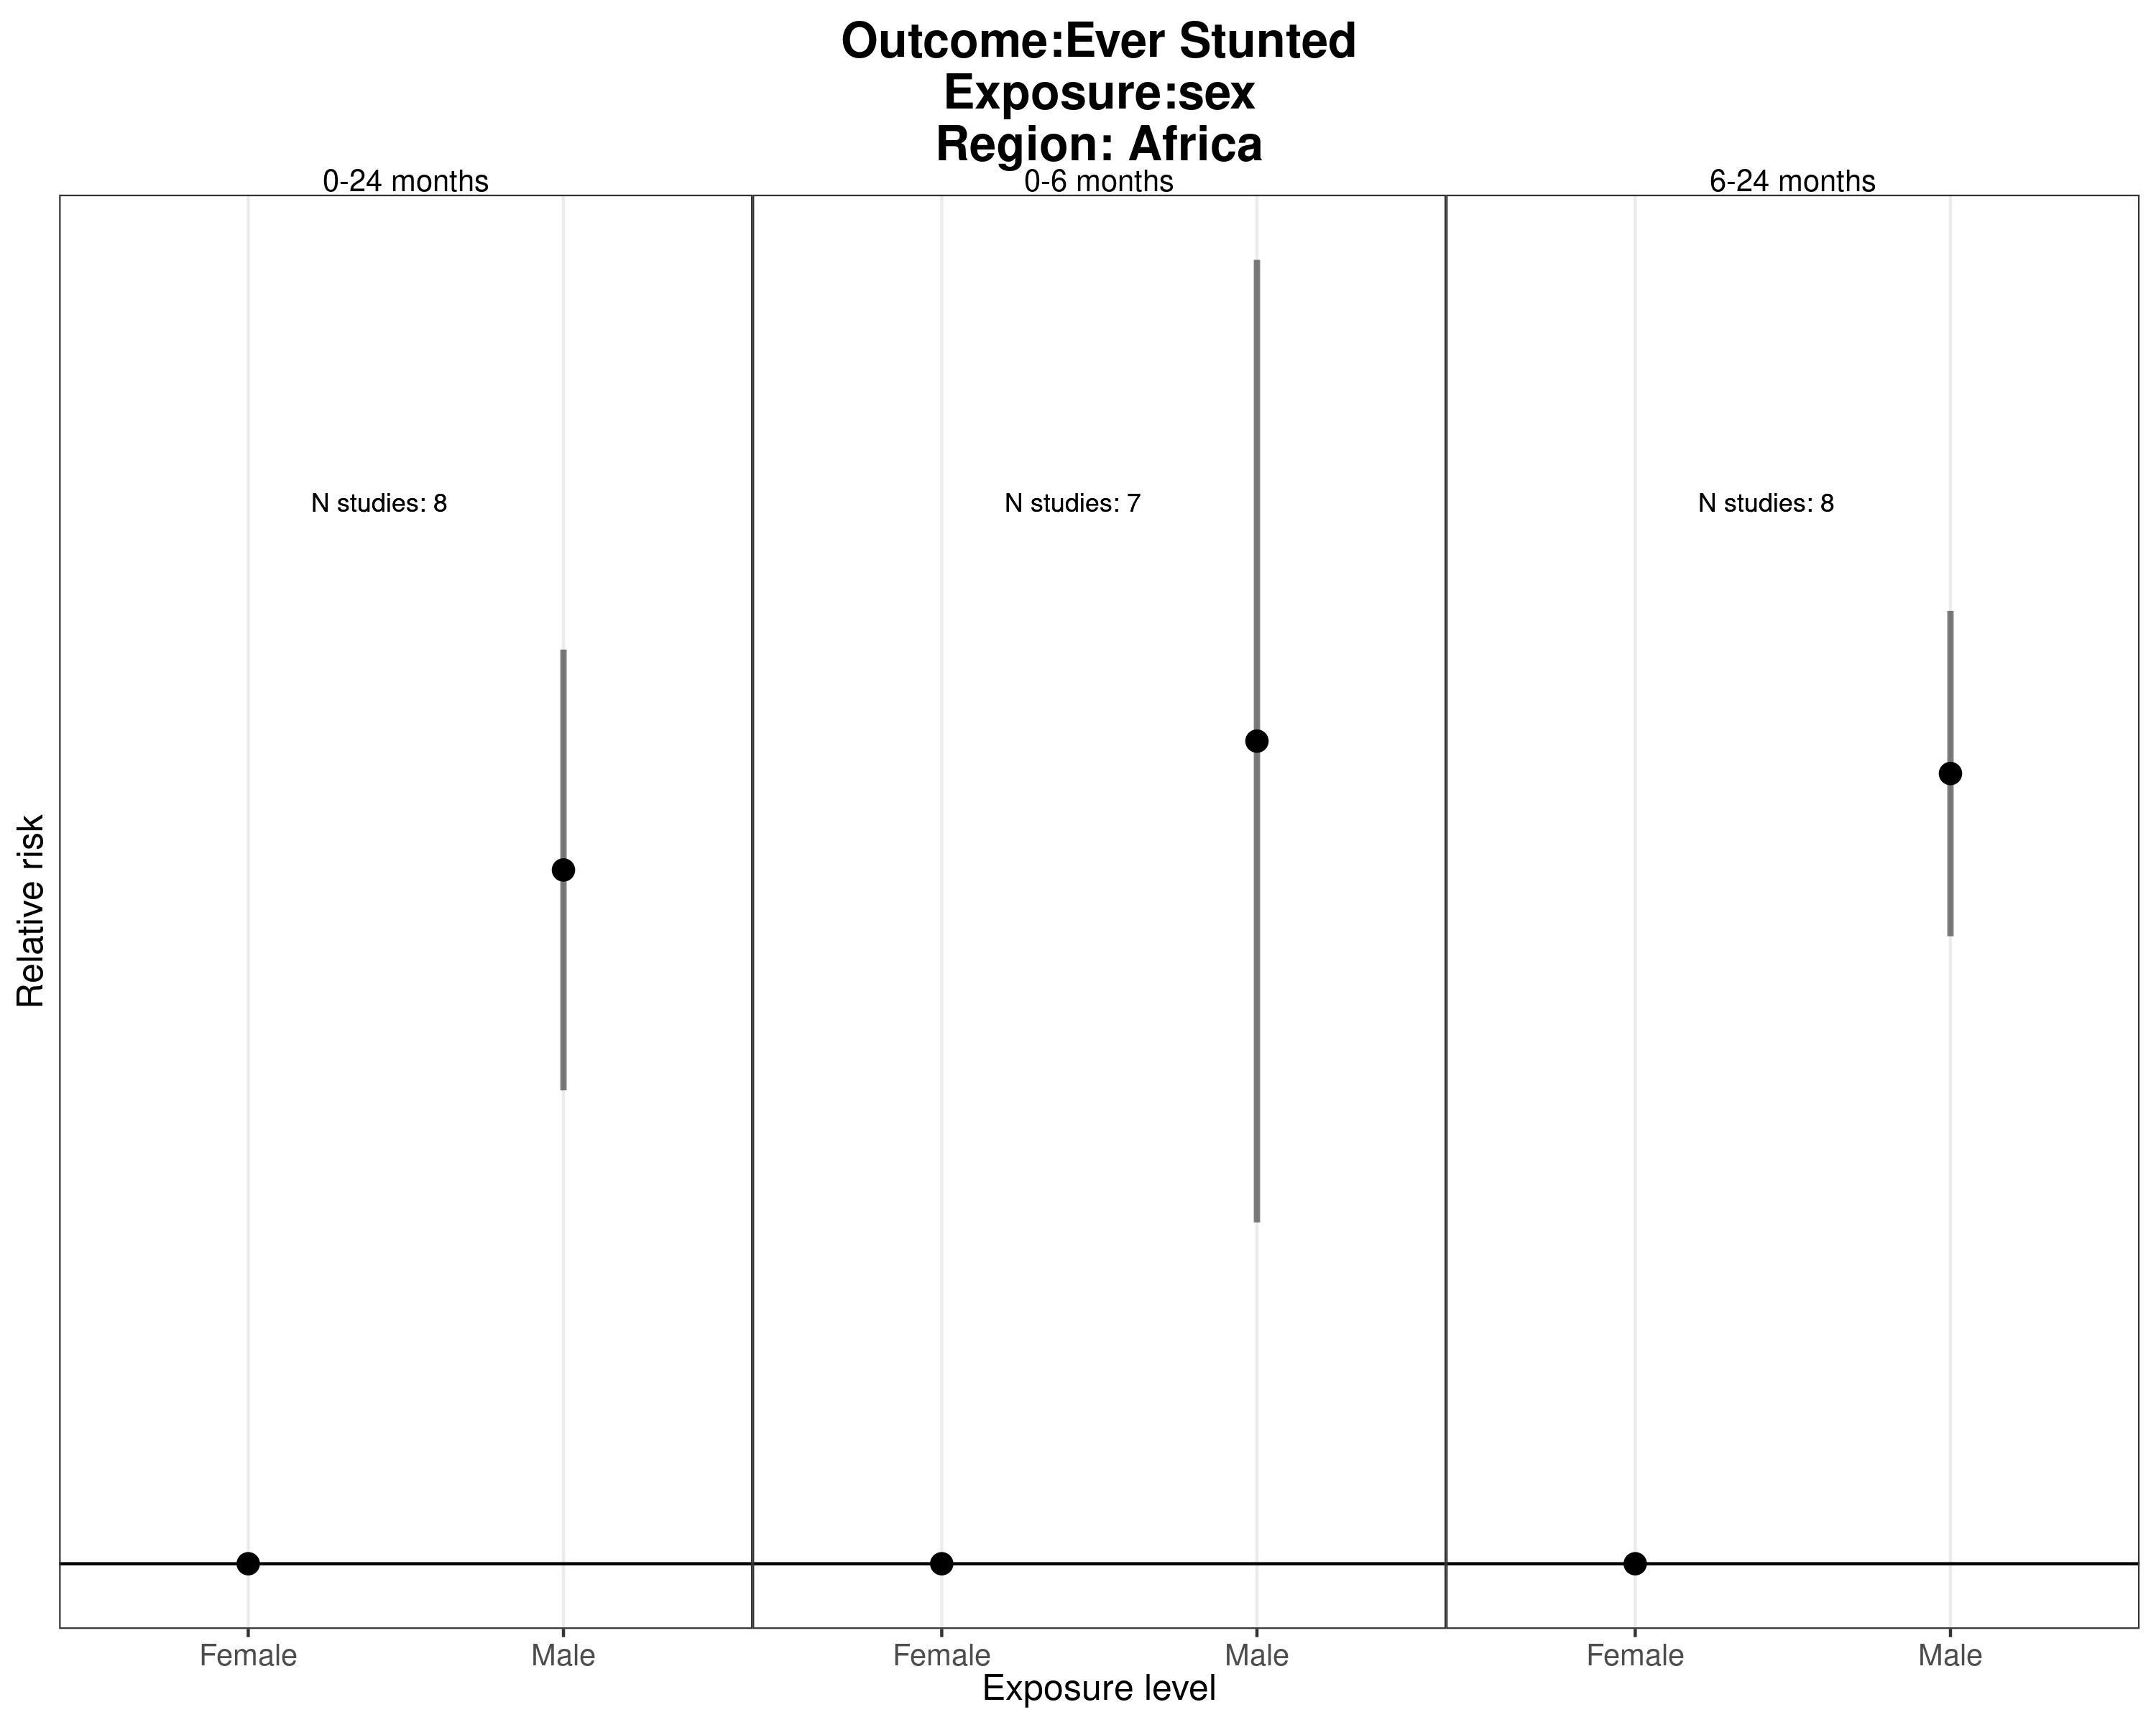 Outcome:Ever Stunted
Exposure:sex
Region: Africa
0-24 months
0-6 months
6-24 months
N studies: 8
N studies: 7
N studies: 8
Relative risk
Female
Male
Female
Male
Female
Male
Exposure level